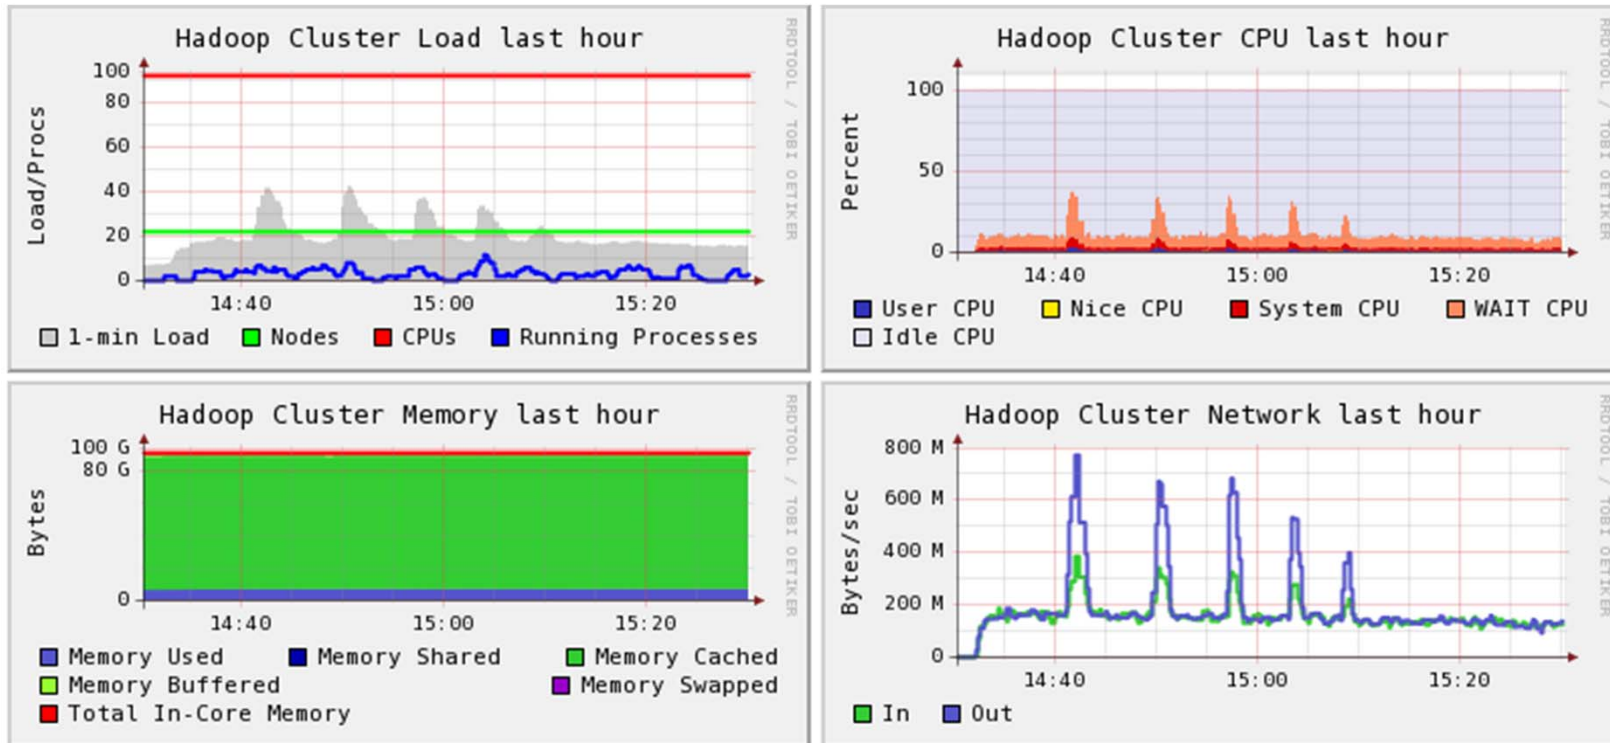 Hadoop Cluster Load last hour
RRDTOOL / TOBI OETIKER
Load/Procs
100
80
60
40
20
0
14:40 15:00 15:20
1-min Load Nodes CPUs Running Processes
Hadoop Cluster CPU last hour
RRDTOOL / TOBI OETIKER
Percent
100
50
0
14:40 15:00 15:20
User CPU Nice CPU System CPU WAIT CPU
Idle CPU
Hadoop Cluster Memory last hour
RRDTOOL / TOBI OETIKER
Bytes
100 G
80 G
0
14:40 15:00 15:20
Memory Used Memory Shared Memory Cached
Memory Buffered Memory Swapped
Total In-Core Memory
Hadoop Cluster Network last hour
RRDTOOL / TOBI OETIKER
Bytes/sec
800 M
600 M
400 M
200 M
0
14:40 15:00 15:20
In Out